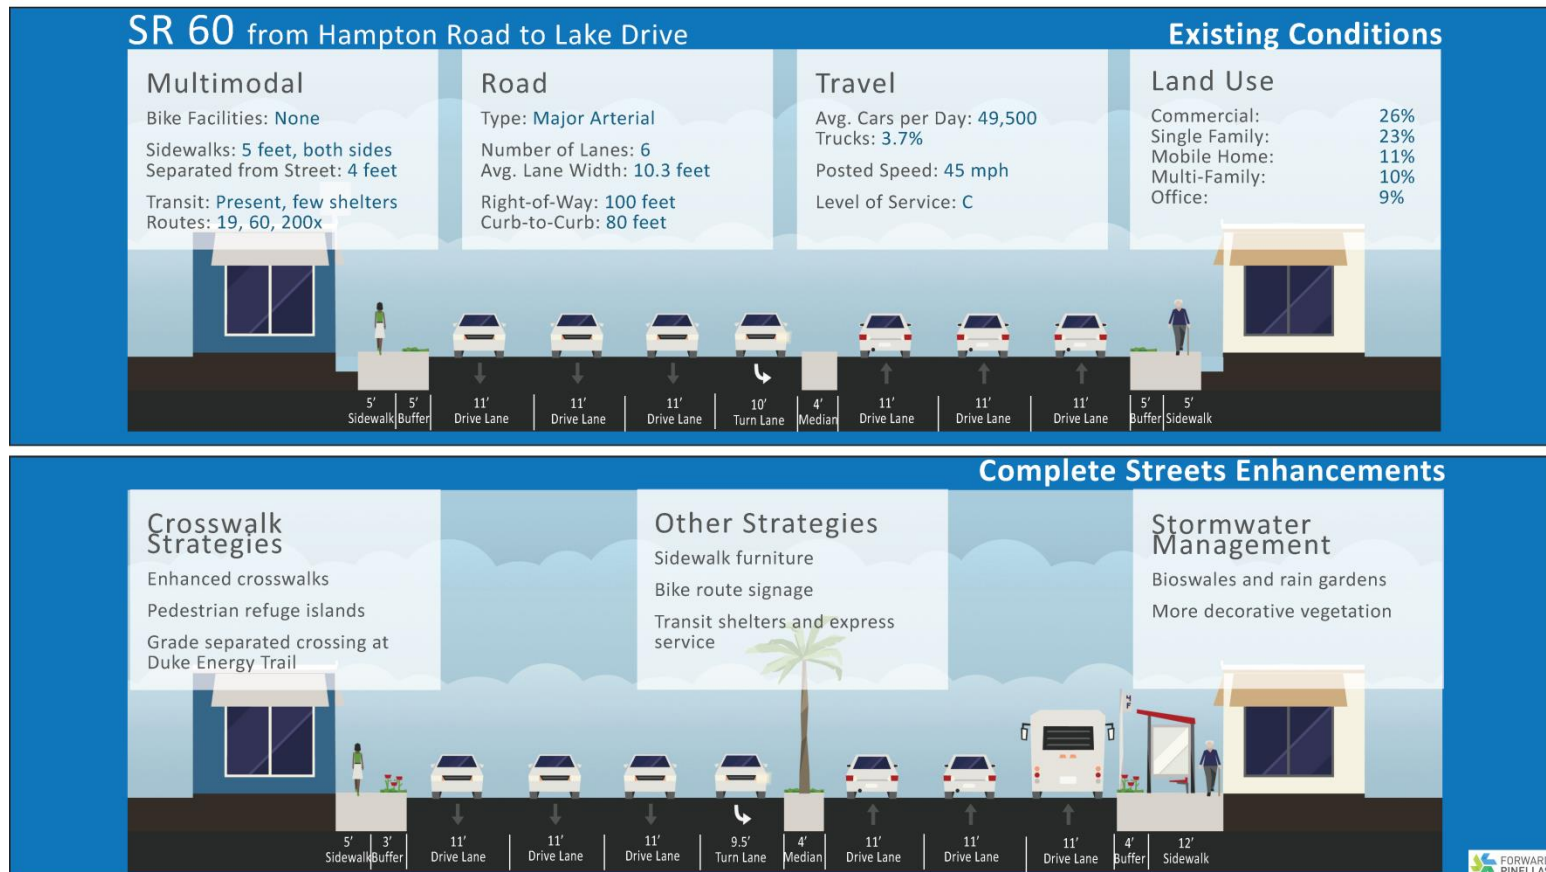 SR 60 from Hampton Road to Lake Drive
Existing Conditions
Multimodal
Bike Facilities: None
Sidewalks: 5 feet, both sides
Separated from Street: 4 feet
Transit: Present, few shelters
Routes: 19, 60, 200x
Road
Type: Major Arterial
Number of Lanes: 6
Avg. Lane Width: 10.3 feet
Right-of-Way: 100 feet
Curb-to-Curb: 80 feet
Travel
Avg. Cars per Day: 49,500
Trucks: 3.7%
Posted Speed: 45 mph
Level of Service: C
Land Use
Commercial: 26%
Single Family: 23%
Mobile Home: 11%
Multi-Family: 10%
Office: 9%
5' 5' 11' 11' 11' 10' 4' 11' 11' 11' 5' 5'
Sidewalk Buffer Drive Lane Drive Lane Drive Lane Turn Lane Median Drive Lane Drive Lane Drive Lane Buffer Sidewalk
Complete Streets Enhancements
Crosswalk
Strategies
Enhanced crosswalks
Pedestrian refuge islands
Grade separated crossing at
Duke Energy Trail
Other Strategies
Sidewalk furniture
Bike route signage
Transit shelters and express
service
Stormwater
Management
Bioswales and rain gardens
More decorative vegetation
5' 3' 11' 11' 11' 9.5' 4' 11' 11' 11' 4' 12'
Sidewalk Buffer Drive Lane Drive Lane Drive Lane Turn Lane Median Drive Lane Drive Lane Drive Lane Buffer Sidewalk
FORWARD